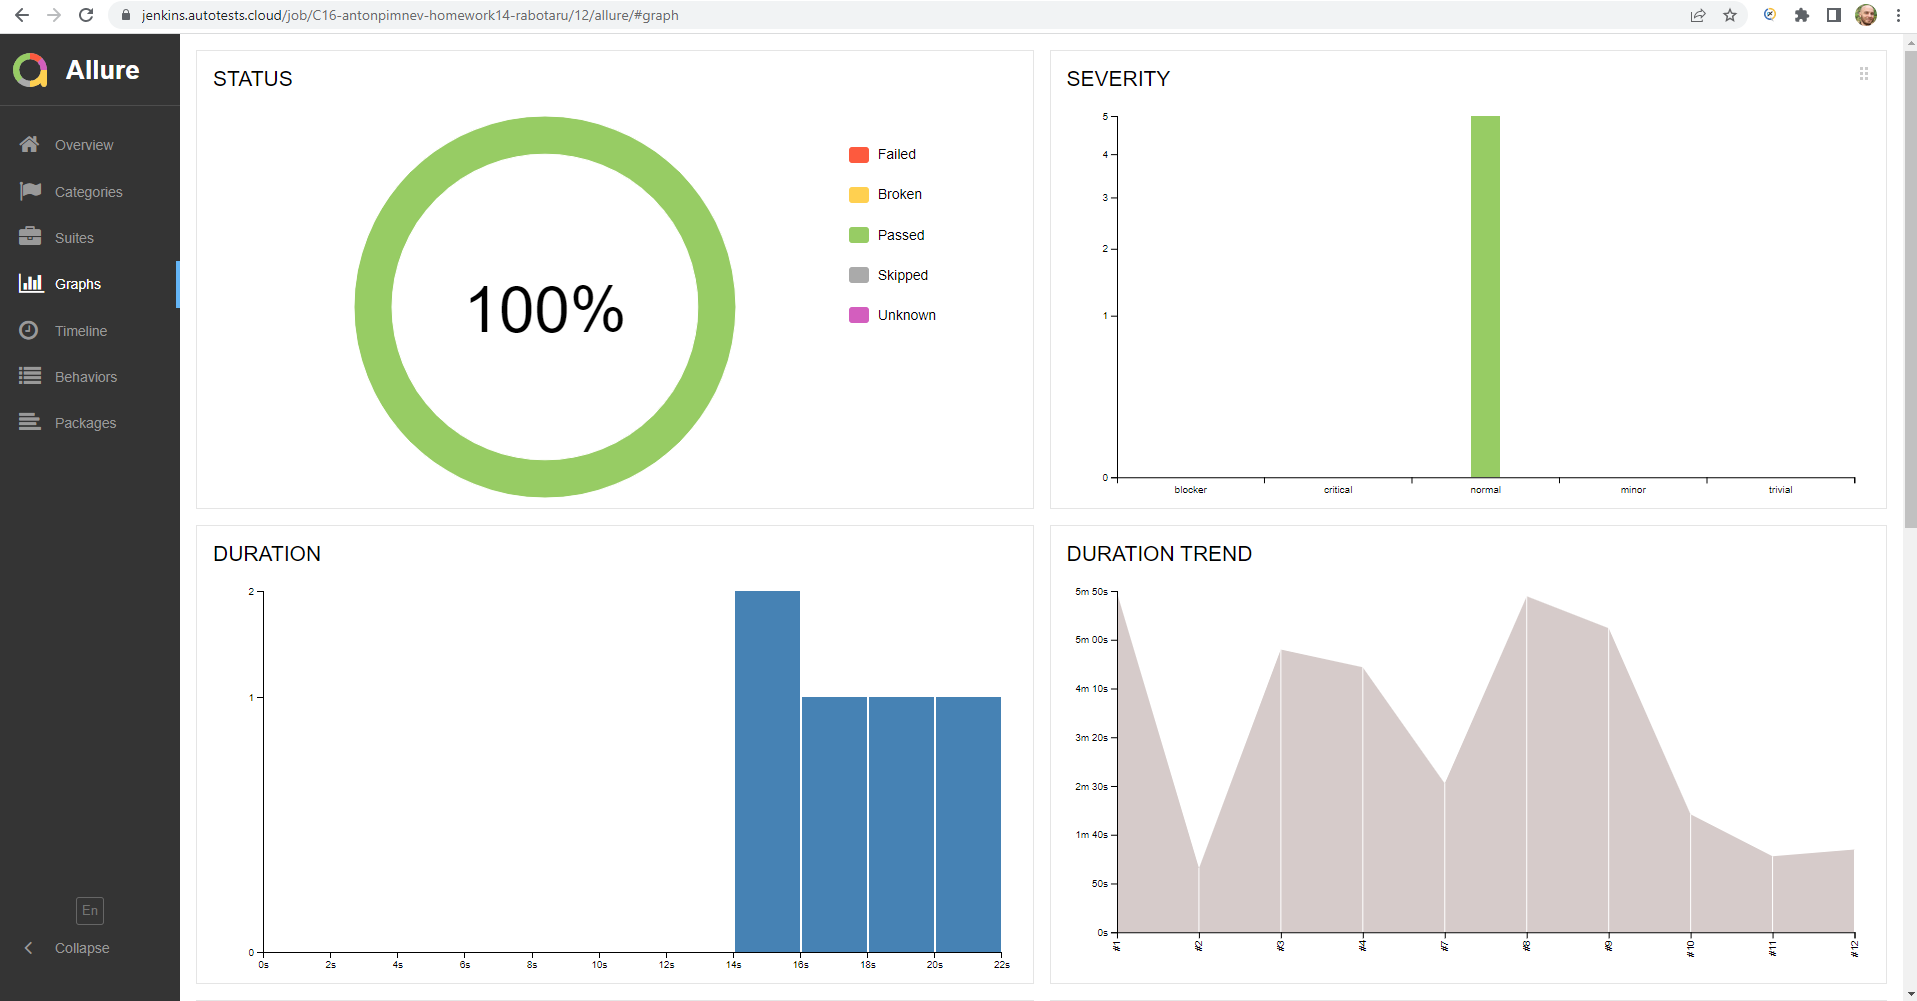 jenkins.autotests.cloud/job/C16-antonpimnev-homework14-rabotaru/12/allure/#graph
Allure
Overview
Categories
Suites
Graphs
Timeline
Behaviors
Packages
En
Collapse
STATUS
100%
Failed
Broken
Passed
Skipped
Unknown
SEVERITY
5
4
3
2
1
0
blocker critical normal minor trivial
DURATION
2
1
0
0s 2s 4s 6s 8s 10s 12s 14s 16s 18s 20s 22s
DURATION TREND
5m 50s
5m 00s
4m 10s
3m 20s
2m 30s
1m 40s
50s
0s
#1 #2 #3 #4 #7 #8 #9 #10 #11 #12